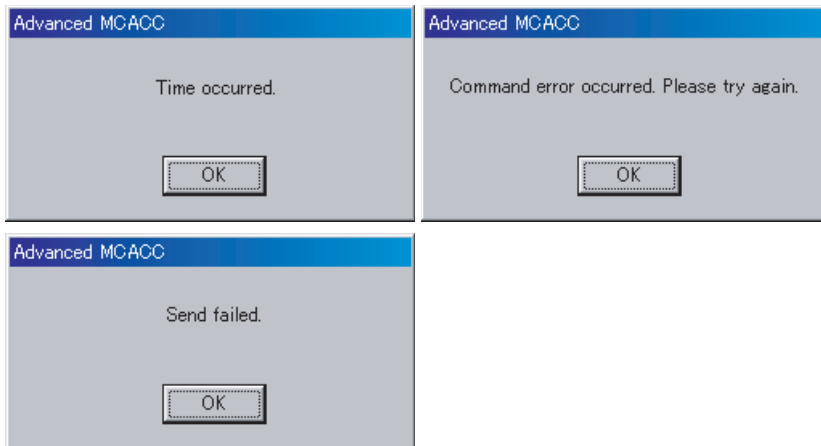 Advanced MCACC
Time occurred.
OK
Advanced MCACC
Command error occurred. Please try again.
OK
Advanced MCACC
Send failed.
OK